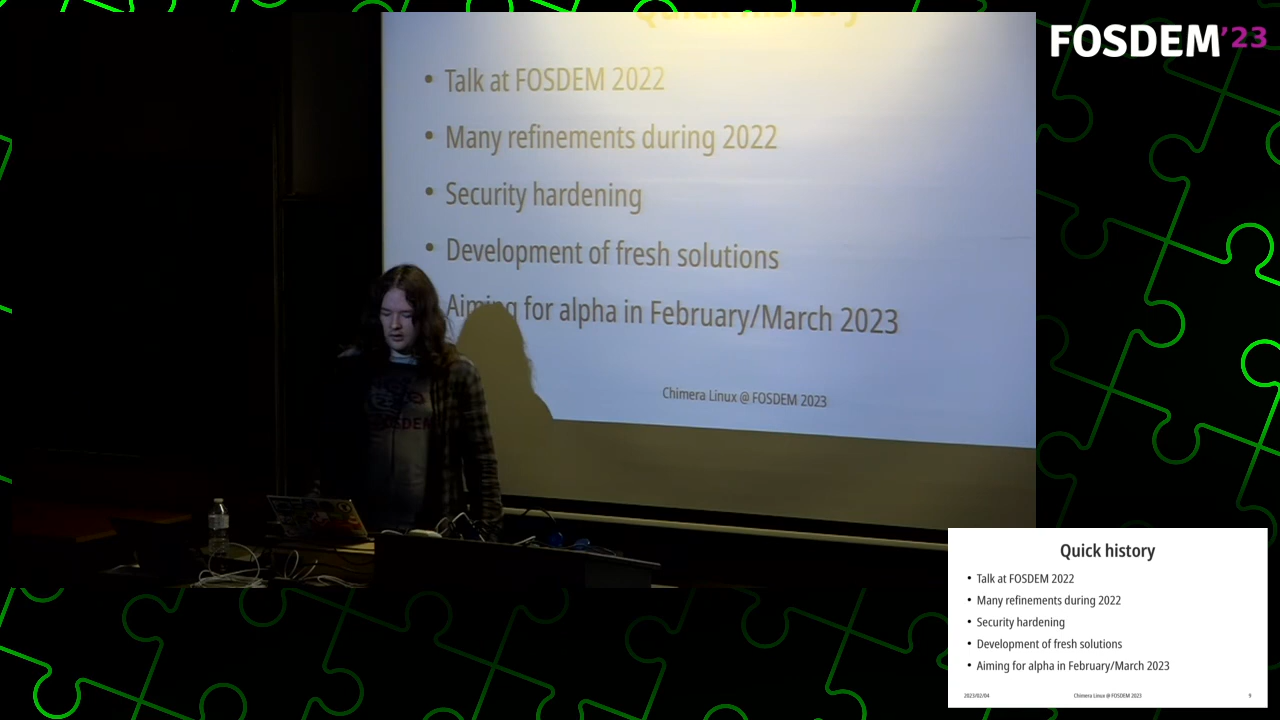 FOSDEM'23
Quick history
• Talk at FOSDEM 2022
• Many refinements during 2022
• Security hardening
• Development of fresh solutions
Aiming for alpha in February/March 2023
Chimera Linux @ FOSDEM 2023
FOSDEM
Quick history
• Talk at FOSDEM 2022
• Many refinements during 2022
• Security hardening
• Development of fresh solutions
• Aiming for alpha in February/March 2023
2023/02/04
Chimera Linux @ FOSDEM 2023
9